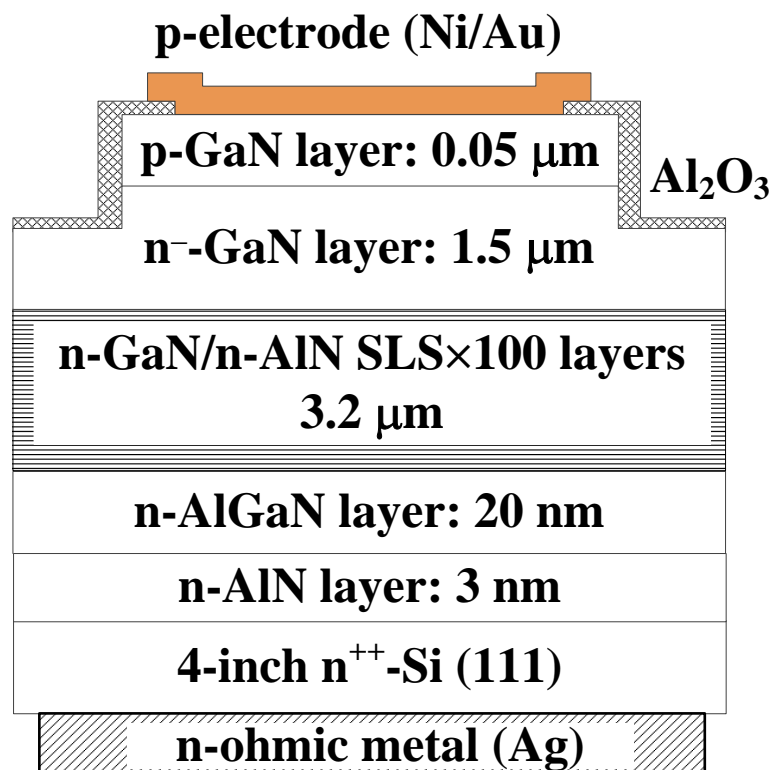 p-electrode (Ni/Au)
p-GaN layer: 0.05 μm
Al₂O₃
n⁻-GaN layer: 1.5 μm
n-GaN/n-AlN SLS×100 layers
3.2 μm
n-AlGaN layer: 20 nm
n-AlN layer: 3 nm
4-inch n⁺⁺-Si (111)
n-ohmic metal (Ag)